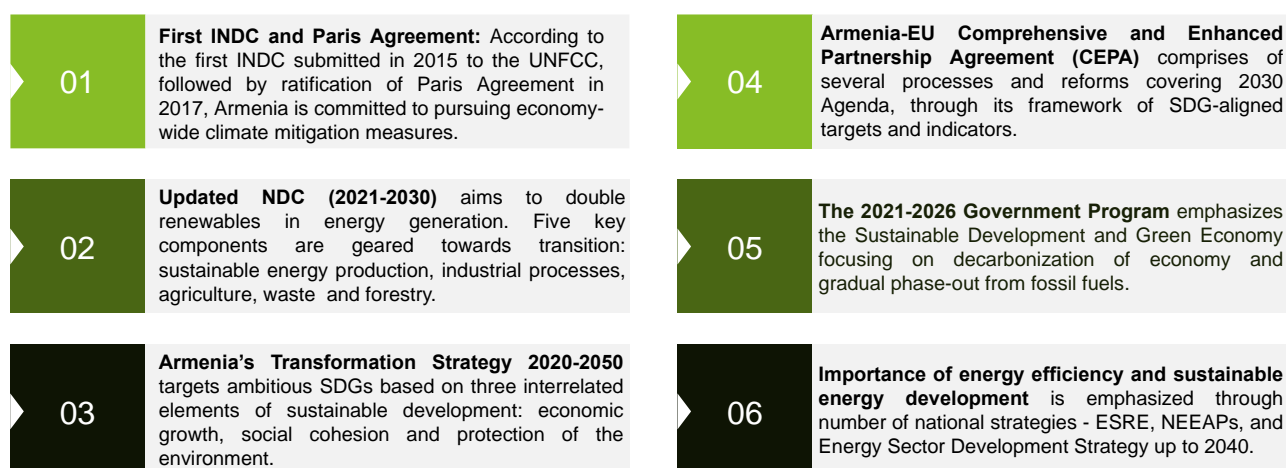 01
First INDC and Paris Agreement: According to
the first INDC submitted in 2015 to the UNFCC,
followed by ratification of Paris Agreement in
2017, Armenia is committed to pursuing economy-
wide climate mitigation measures.
02
Updated NDC (2021-2030) aims to double
renewables in energy generation. Five key
components are geared towards transition:
sustainable energy production, industrial processes,
agriculture, waste and forestry.
03
Armenia's Transformation Strategy 2020-2050
targets ambitious SDGs based on three interrelated
elements of sustainable development: economic
growth, social cohesion and protection of the
environment.
04
Armenia-EU Comprehensive and Enhanced
Partnership Agreement (CEPA) comprises of
several processes and reforms covering 2030
Agenda, through its framework of SDG-aligned
targets and indicators.
05
The 2021-2026 Government Program emphasizes
the Sustainable Development and Green Economy
focusing on decarbonization of economy and
gradual phase-out from fossil fuels.
06
Importance of energy efficiency and sustainable
energy development is emphasized through
number of national strategies - ESRE, NEEAPs, and
Energy Sector Development Strategy up to 2040.